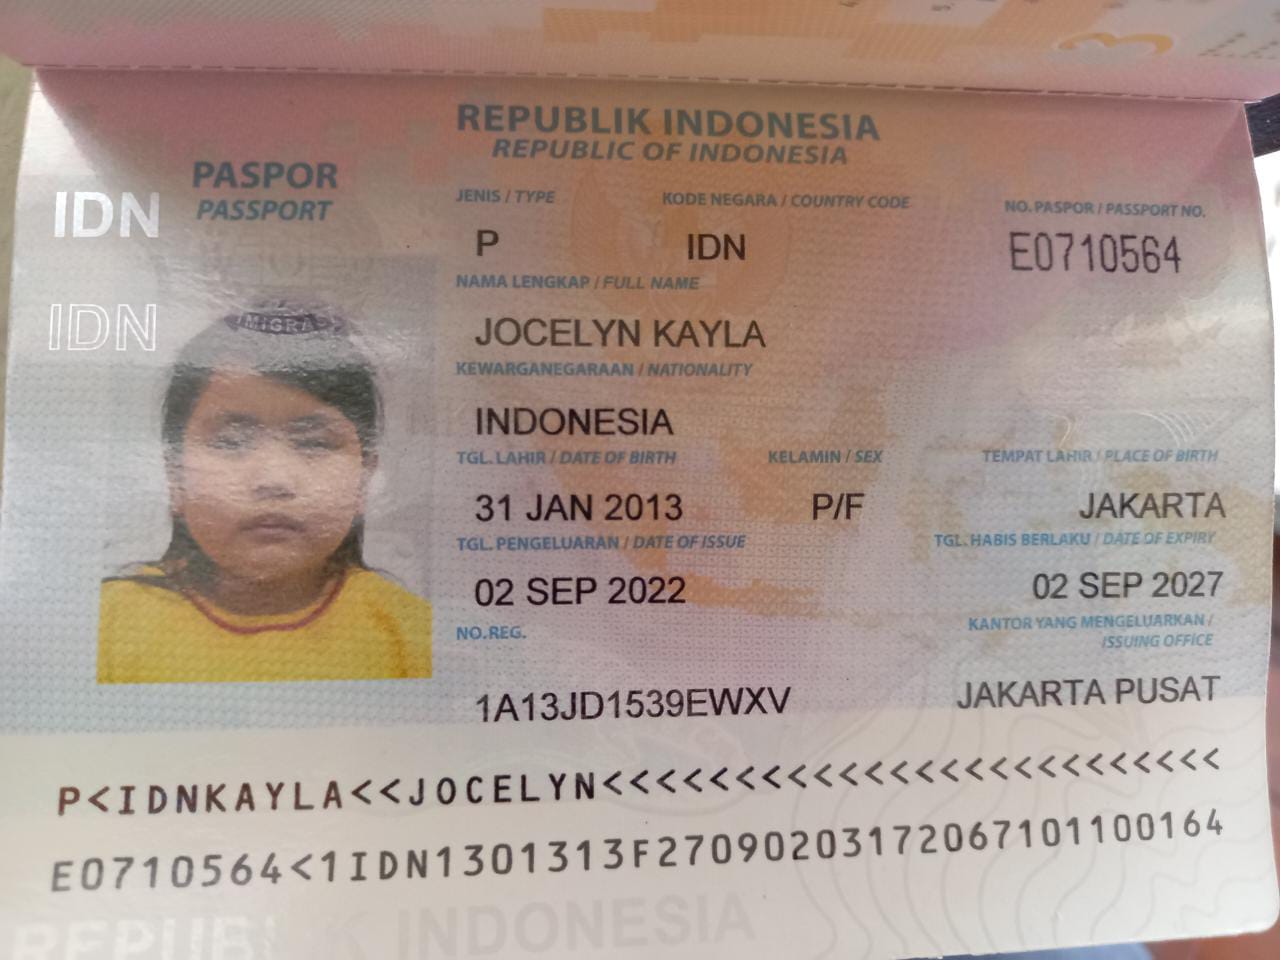 REPUBLIK INDONESIA
REPUBLIC OF INDONESIA
PASPOR
PASSPORT
IDN
IDN
JENIS / TYPE
KODE NEGARA / COUNTRY CODE
NO. PASPOR / PASSPORT NO.
P
IDN
E0710564
NAMA LENGKAP / FULL NAME
JOCELYN KAYLA
KEWARGANEGARAAN / NATIONALITY
INDONESIA
TGL. LAHIR / DATE OF BIRTH
KELAMIN / SEX
TEMPAT LAHIR / PLACE OF BIRTH
31 JAN 2013
P/F
JAKARTA
TGL. PENGELUARAN / DATE OF ISSUE
TGL. HABIS BERLAKU / DATE OF EXPIRY
02 SEP 2022
02 SEP 2027
NO.REG.
KANTOR YANG MENGELUARKAN /
ISSUING OFFICE
1A13JD1539EWXV
JAKARTA PUSAT
P<IDNKAYLA<<JOCELYN<<<<<<<<<<<<<<<<<<<<<<<<<
E0710564<1IDN1301313F27090203172067101100164
INDONESIA